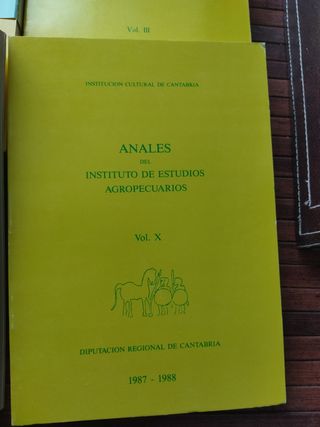 Vol. III
INSTITUCION CULTURAL DE CANTABRIA
ANALES
DEL
INSTITUTO DE ESTUDIOS
AGROPECUARIOS
Vol. X
DIPUTACION REGIONAL DE CANTABRIA
1987 - 1988